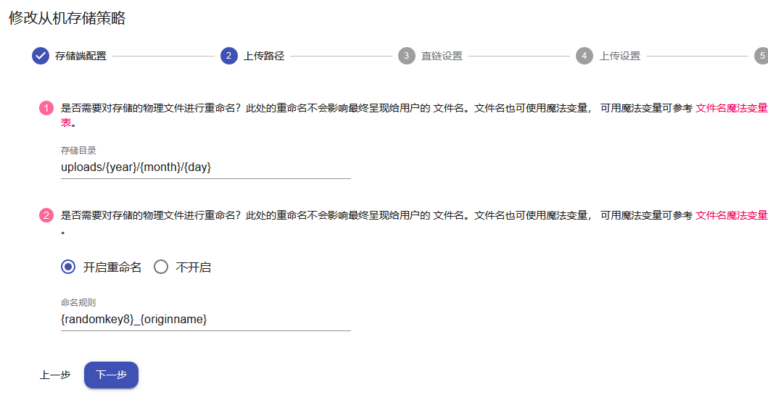 修改从机存储策略
存储端配置 2 上传路径 3 直链设置 4 上传设置 5
1 是否需要对存储的物理文件进行重命名？此处的重命名不会影响最终呈现给用户的 文件名。文件名也可使用魔法变量， 可用魔法变量可参考 文件名魔法变量
表。
存储目录
uploads/{year}/{month}/{day}
2 是否需要对存储的物理文件进行重命名？此处的重命名不会影响最终呈现给用户的 文件名。文件名也可使用魔法变量， 可用魔法变量可参考 文件名魔法变量
。
开启重命名 不开启
命名规则
{randomkey8}_{originname}
上一步 下一步